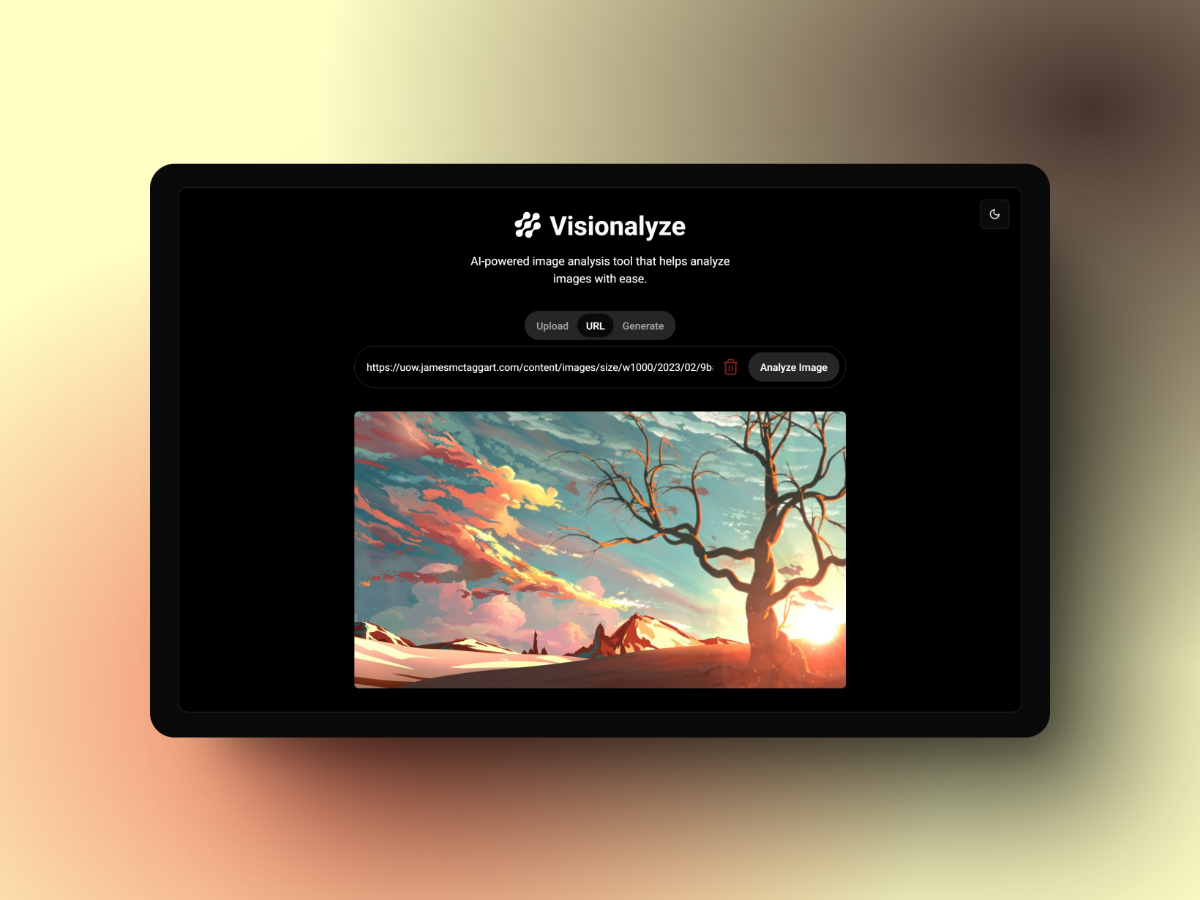 Visionalyze
AI-powered image analysis tool that helps analyze
images with ease.
Upload URL Generate
https://uow.jamesmctaggart.com/content/images/size/w1000/2023/02/9b
Analyze Image